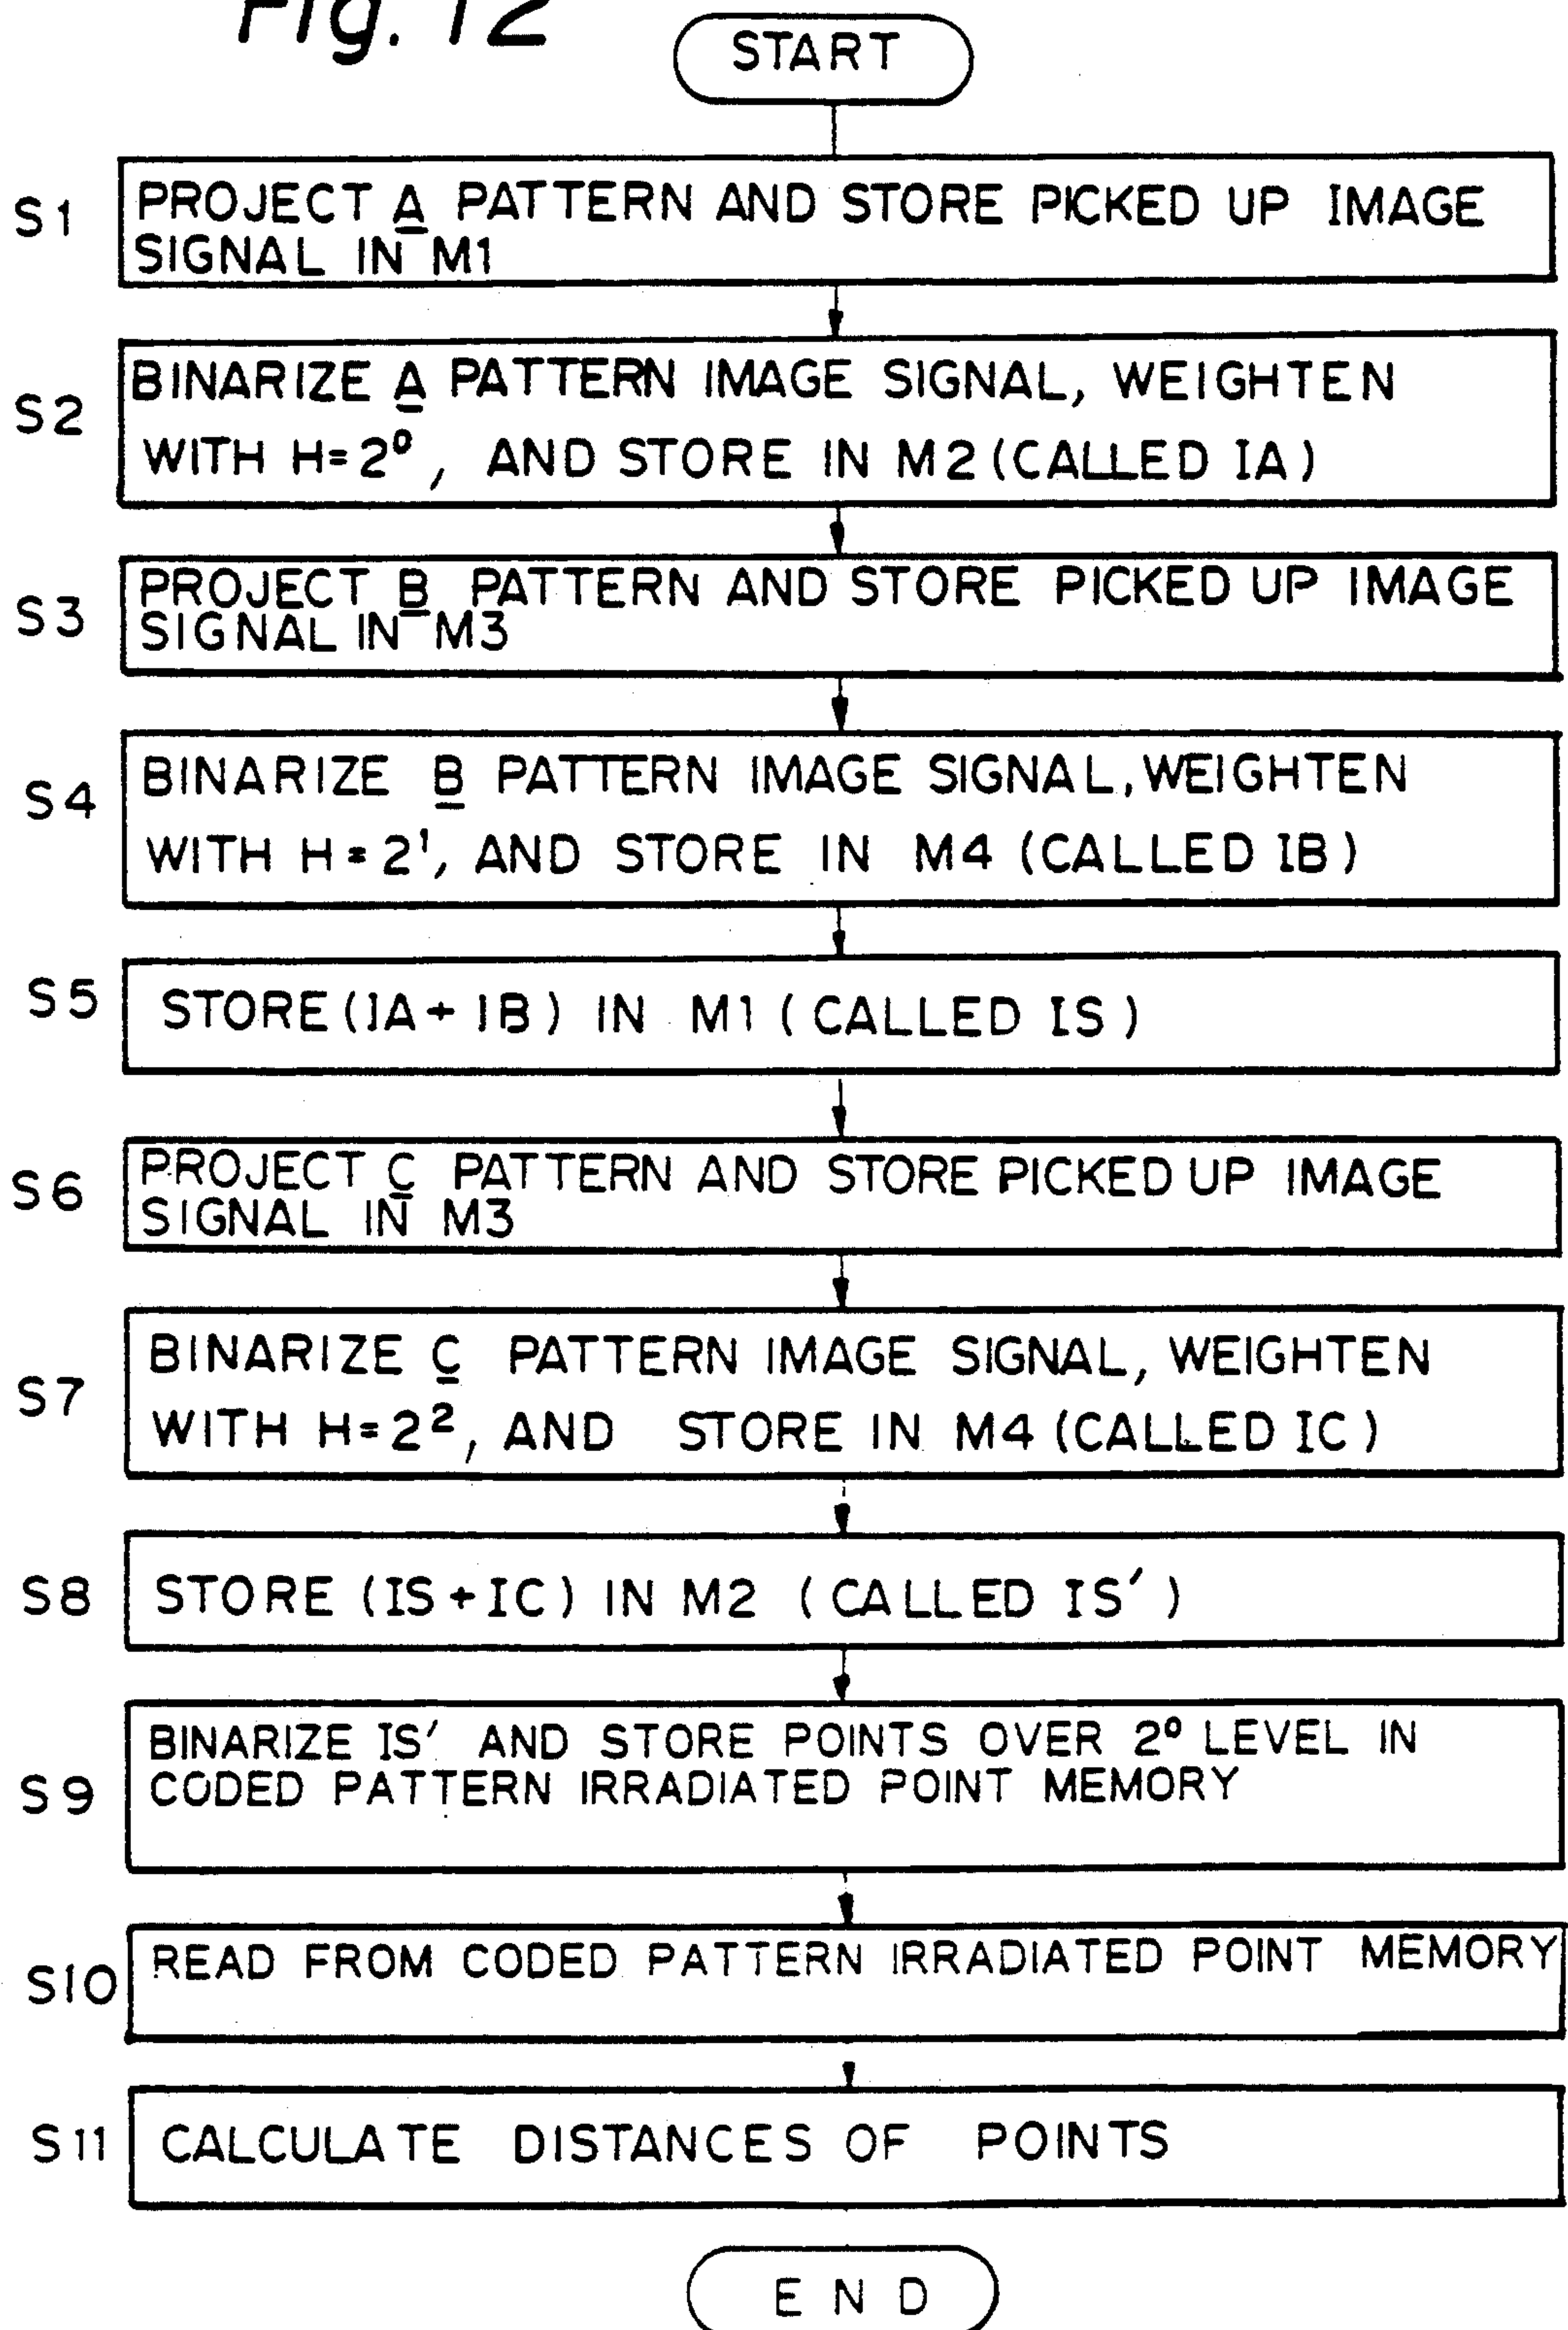 Fig. 12
START
S1
PROJECT A PATTERN AND STORE PICKED UP IMAGE
SIGNAL IN M1
S2
BINARIZE A PATTERN IMAGE SIGNAL, WEIGHTEN
WITH H=2⁰, AND STORE IN M2 (CALLED IA)
S3
PROJECT B PATTERN AND STORE PICKED UP IMAGE
SIGNAL IN M3
S4
BINARIZE B PATTERN IMAGE SIGNAL, WEIGHTEN
WITH H=2¹, AND STORE IN M4 (CALLED IB)
S5
STORE (IA + IB) IN M1 (CALLED IS)
S6
PROJECT C PATTERN AND STORE PICKED UP IMAGE
SIGNAL IN M3
S7
BINARIZE C PATTERN IMAGE SIGNAL, WEIGHTEN
WITH H=2², AND STORE IN M4 (CALLED IC)
S8
STORE (IS + IC) IN M2 (CALLED IS′)
S9
BINARIZE IS′ AND STORE POINTS OVER 2⁰ LEVEL IN
CODED PATTERN IRRADIATED POINT MEMORY
S10
READ FROM CODED PATTERN IRRADIATED POINT MEMORY
S11
CALCULATE DISTANCES OF POINTS
END